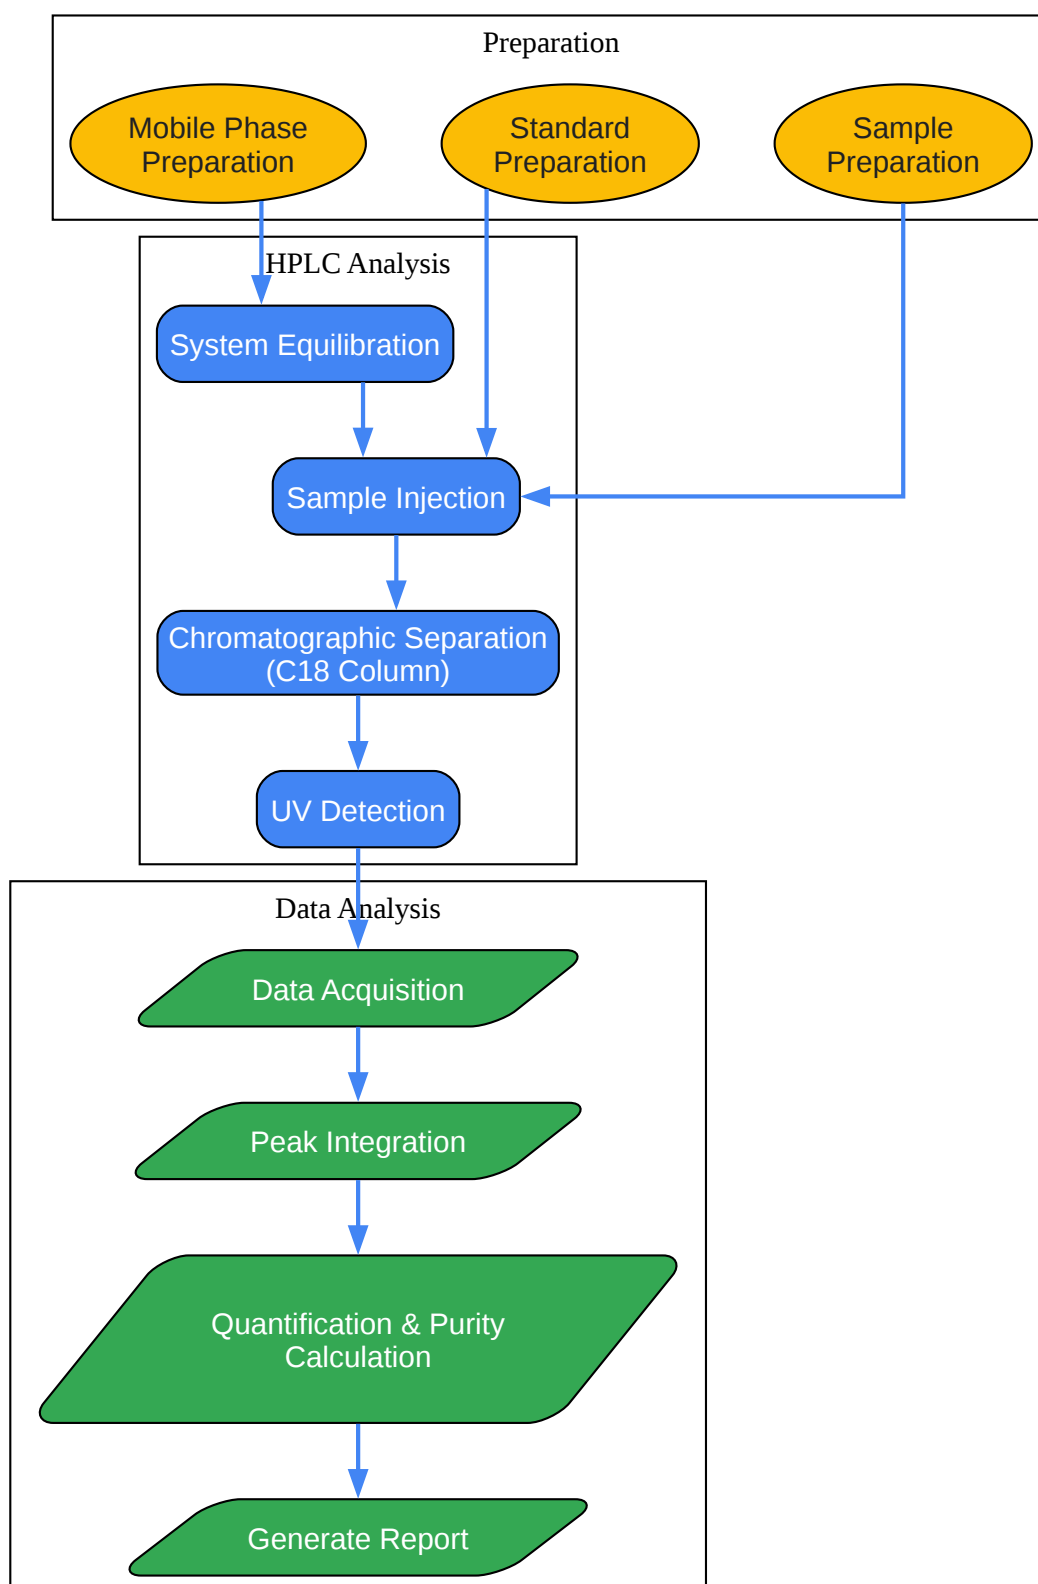 Preparation
Mobile Phase
Preparation
Standard
Preparation
Sample
Preparation
HPLC Analysis
System Equilibration
Sample Injection
Chromatographic Separation
(C18 Column)
UV Detection
Data Analysis
Data Acquisition
Peak Integration
Quantification & Purity
Calculation
Generate Report